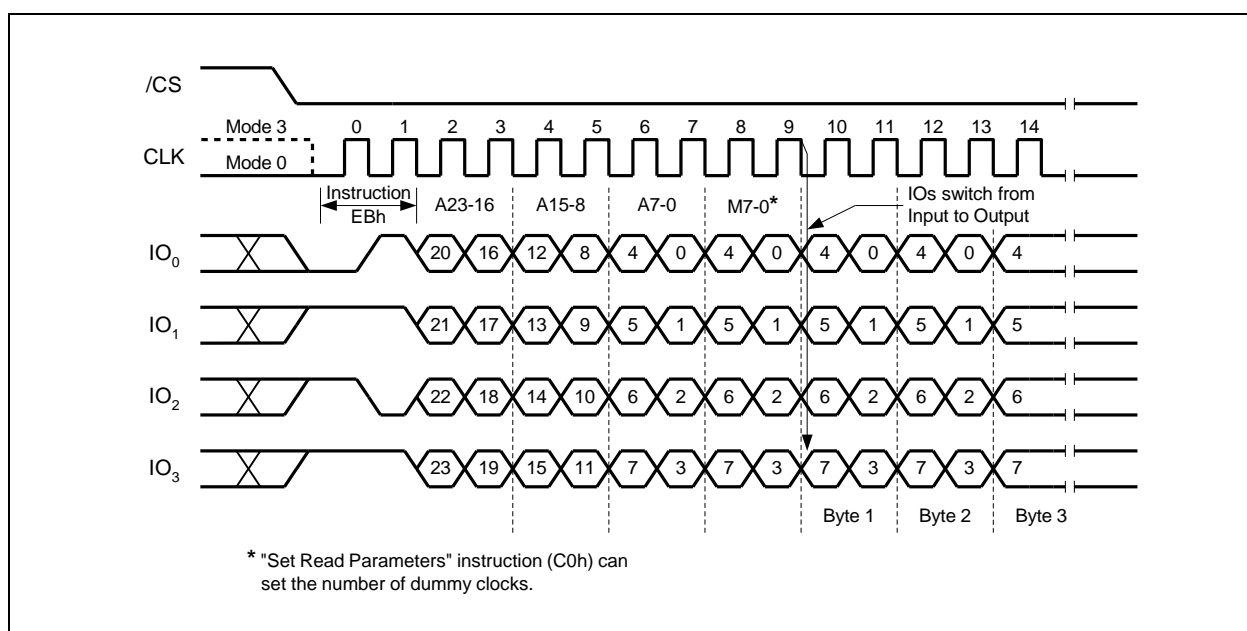 /CS
Mode 3 0 1 2 3 4 5 6 7 8 9 10 11 12 13 14
CLK
Mode 0
Instruction
EBh
A23-16 A15-8 A7-0 M7-0*
IOs switch from
Input to Output
IO0 20 16 12 8 4 0 4 0 4 0 4 0 4
IO1 21 17 13 9 5 1 5 1 5 1 5 1 5
IO2 22 18 14 10 6 2 6 2 6 2 6 2 6
IO3 23 19 15 11 7 3 7 3 7 3 7 3 7
Byte 1 Byte 2 Byte 3
* "Set Read Parameters" instruction (C0h) can
set the number of dummy clocks.